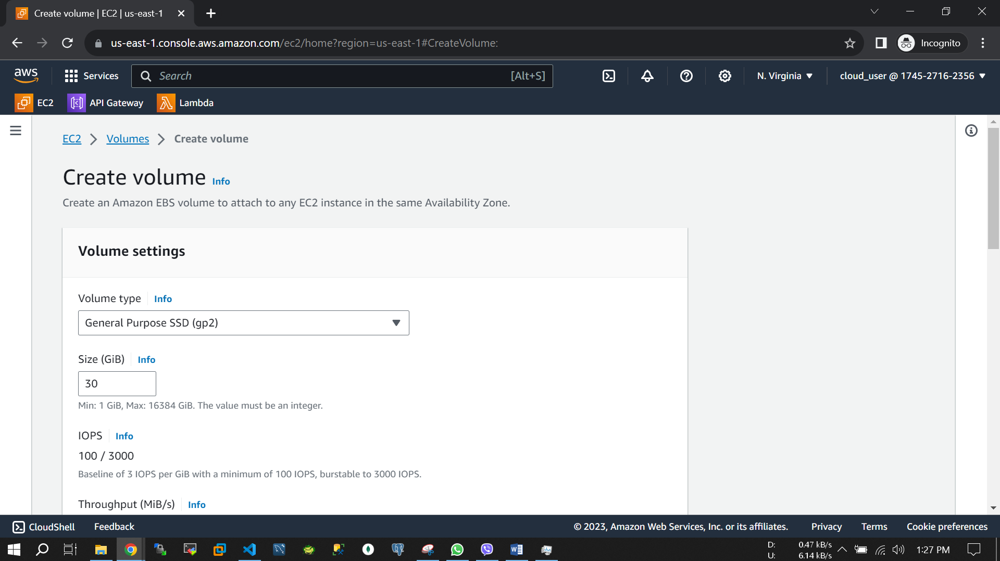 Create volume | EC2 | us-east-1
us-east-1.console.aws.amazon.com/ec2/home?region=us-east-1#CreateVolume:
Incognito
aws
Services
Search
[Alt+S]
N. Virginia
cloud_user @ 1745-2716-2356
EC2
API Gateway
Lambda
EC2
Volumes
Create volume
Create volume Info
Create an Amazon EBS volume to attach to any EC2 instance in the same Availability Zone.
Volume settings
Volume type Info
General Purpose SSD (gp2)
Size (GiB) Info
30
Min: 1 GiB, Max: 16384 GiB. The value must be an integer.
IOPS Info
100 / 3000
Baseline of 3 IOPS per GiB with a minimum of 100 IOPS, burstable to 3000 IOPS.
Throughput (MiB/s) Info
CloudShell
Feedback
© 2023, Amazon Web Services, Inc. or its affiliates.
Privacy
Terms
Cookie preferences
D: 0.47 kB/s
U: 6.14 kB/s
1:27 PM